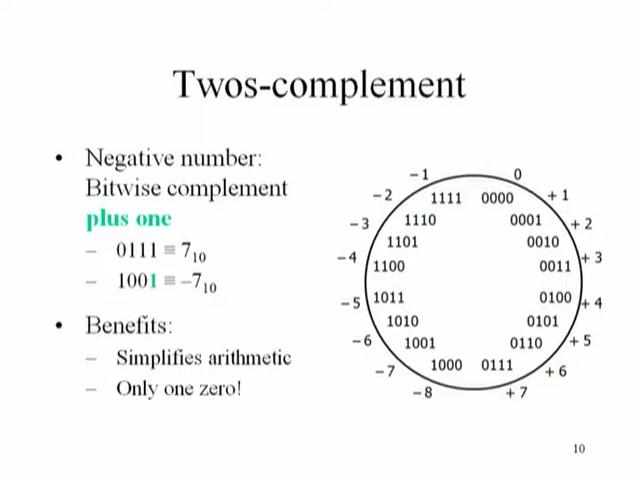 Twos-complement
• Negative number:
Bitwise complement
plus one
– 0111 ≡ 7₁₀
– 1001 ≡ –7₁₀
• Benefits:
– Simplifies arithmetic
– Only one zero!
–1 0
–2 1111 0000 +1
–3 1110 0001 +2
–4 1101 0010 +3
1100 0011
–5 1011 0100 +4
–6 1010 0101 +5
–7 1001 0110 +6
1000 0111
–8 +7
10